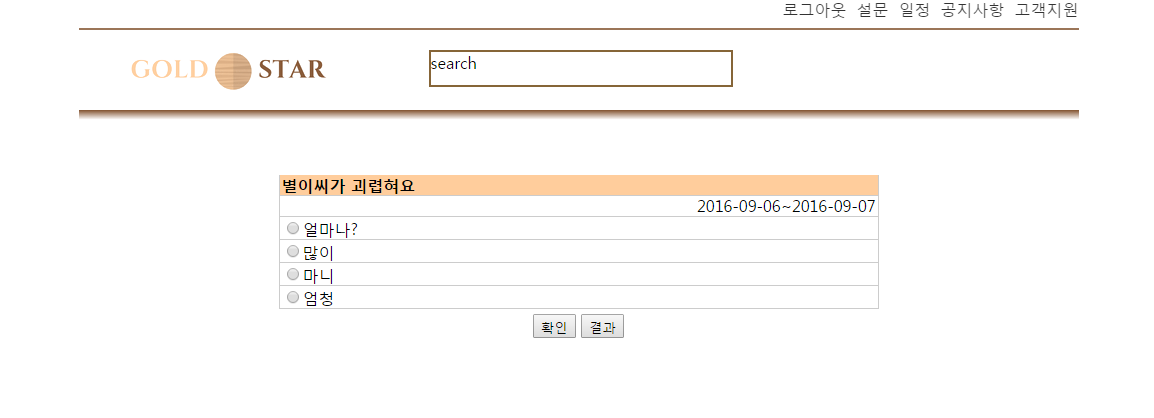 로그아웃 설문 일정 공지사항 고객지원
GOLD STAR
search
별이씨가 괴렵혀요
2016-09-06~2016-09-07
얼마나?
많이
마니
엄청
확인 결과